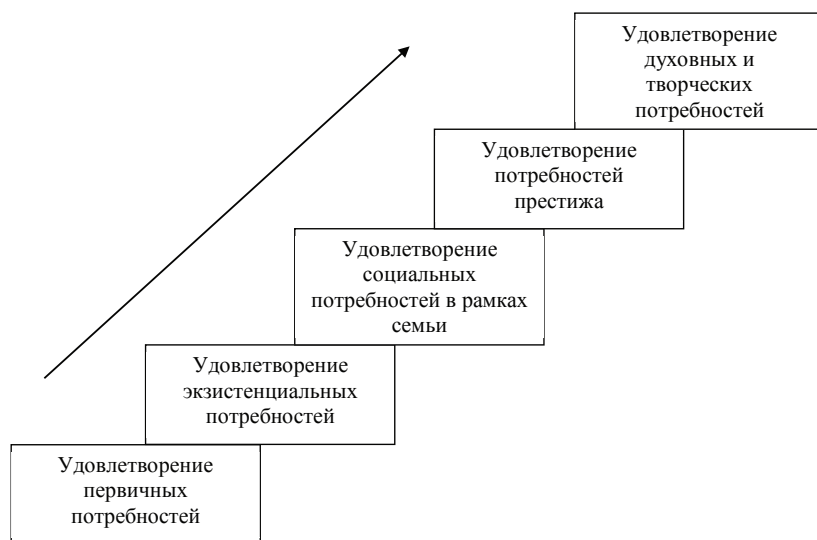 Удовлетворение
духовных и
творческих
потребностей
Удовлетворение
потребностей
престижа
Удовлетворение
социальных
потребностей в рамках
семьи
Удовлетворение
экзистенциальных
потребностей
Удовлетворение
первичных
потребностей